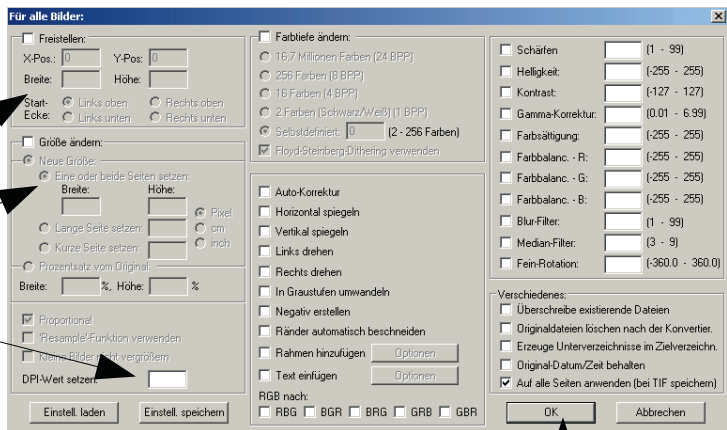 Für alle Bilder:
Freistellen:
X-Pos.: 0 Y-Pos: 0
Breite: Höhe:
Start-Ecke: Links oben Rechts oben
Links unten Rechts unten
Größe ändern:
Neue Größe:
Eine oder beide Seiten setzen:
Breite: Höhe:
Pixel
Lange Seite setzen: cm
Kurze Seite setzen: inch
Prozentsatz vom Original:
Breite: %, Höhe: %
Proportional
'Resample'-Funktion verwenden
Kleine Bilder nicht vergrößern
DPI-Wert setzen:
Einstell. laden Einstell. speichern
Farbtiefe ändern:
16,7 Millionen Farben (24 BPP)
256 Farben (8 BPP)
16 Farben (4 BPP)
2 Farben (Schwarz/Weiß) (1 BPP)
Selbstdefiniert: 0 (2 - 256 Farben)
Floyd-Steinberg-Dithering verwenden
Auto-Korrektur
Horizontal spiegeln
Vertikal spiegeln
Links drehen
Rechts drehen
In Graustufen umwandeln
Negativ erstellen
Ränder automatisch beschneiden
Rahmen hinzufügen Optionen
Text einfügen Optionen
RGB nach:
RBG BGR BRG GRB GBR
Schärfen (1 - 99)
Helligkeit: (-255 - 255)
Kontrast: (-127 - 127)
Gamma-Korrektur: (0.01 - 6.99)
Farbsättigung: (-255 - 255)
Farbbalanc. - R: (-255 - 255)
Farbbalanc. - G: (-255 - 255)
Farbbalanc. - B: (-255 - 255)
Blur-Filter: (1 - 99)
Median-Filter: (3 - 9)
Fein-Rotation: (-360.0 - 360.0)
Verschiedenes:
Überschreibe existierende Dateien
Originaldateien löschen nach der Konvertier.
Erzeuge Unterverzeichnisse im Zielverzeichn.
Original-Datum/Zeit behalten
Auf alle Seiten anwenden (bei TIF speichern)
OK Abbrechen